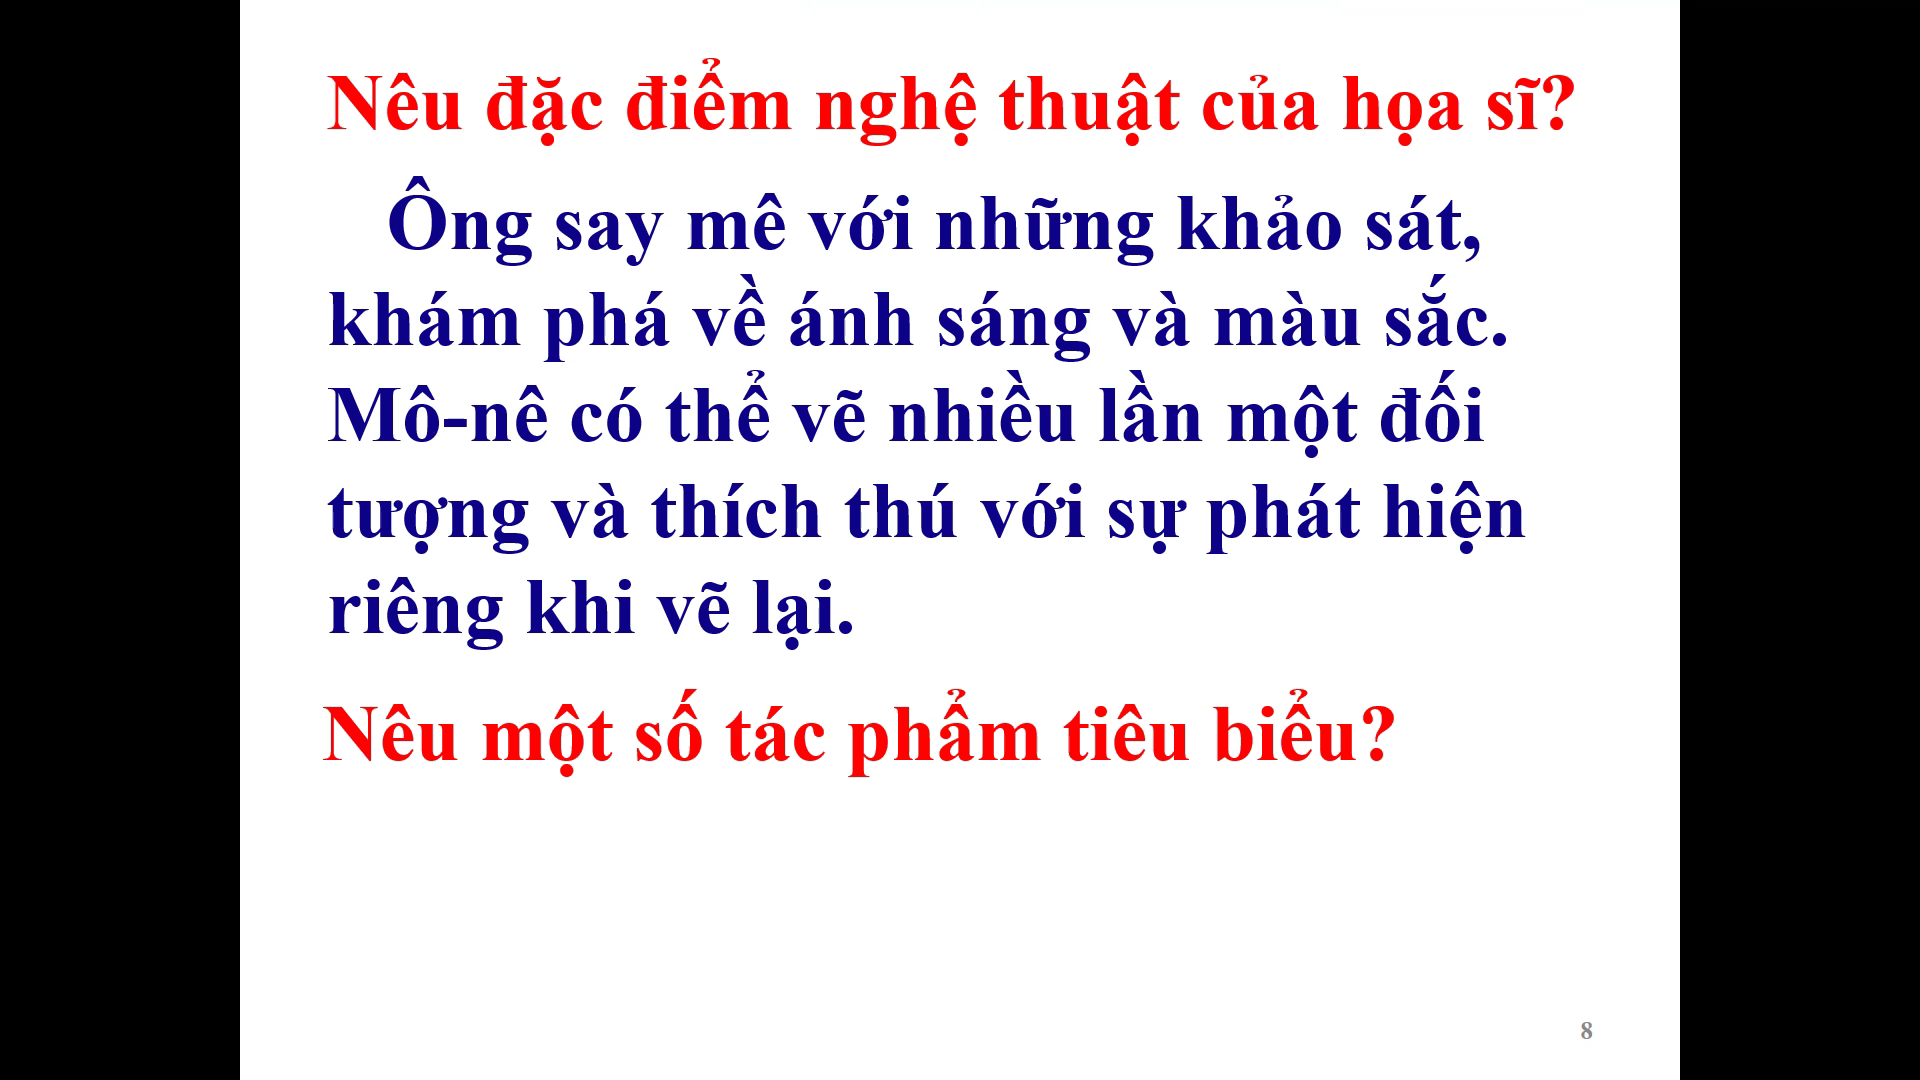 Nêu đặc điểm nghệ thuật của họa sĩ?
Ông say mê với những khảo sát,
khám phá về ánh sáng và màu sắc.
Mô-nê có thể vẽ nhiều lần một đối
tượng và thích thú với sự phát hiện
riêng khi vẽ lại.
Nêu một số tác phẩm tiêu biểu?
8